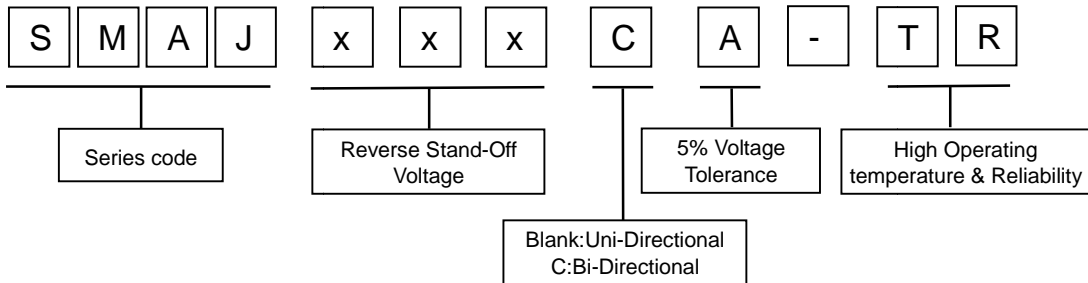 S M A J x x x C A - T R
Series code
Reverse Stand-Off
Voltage
5% Voltage
Tolerance
High Operating
temperature & Reliability
Blank:Uni-Directional
C:Bi-Directional